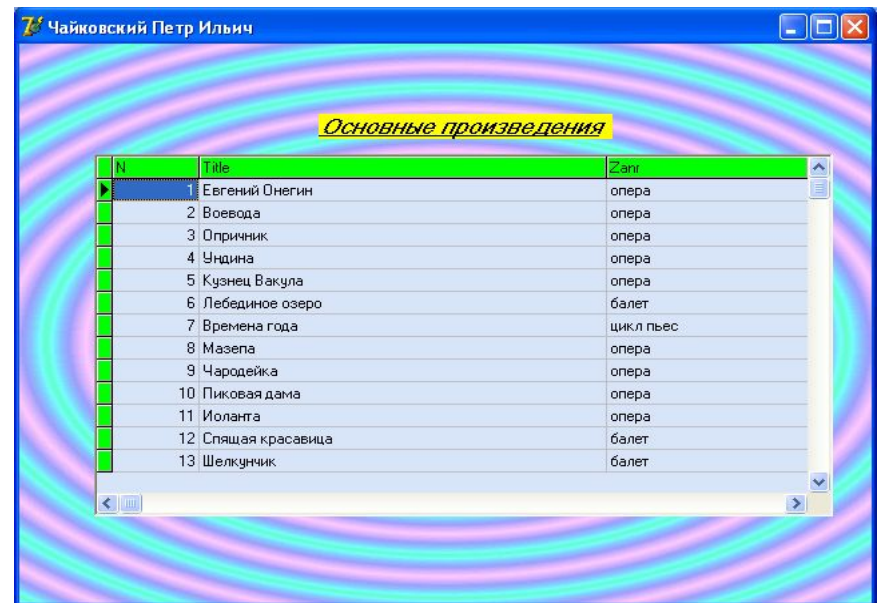 Чайковский Петр Ильич
Основные произведения
N Title Zanr
1 Евгений Онегин опера
2 Воевода опера
3 Опричник опера
4 Ундина опера
5 Кузнец Вакула опера
6 Лебединое озеро балет
7 Времена года цикл пьес
8 Мазепа опера
9 Чародейка опера
10 Пиковая дама опера
11 Иоланта опера
12 Спящая красавица балет
13 Шелкунчик балет